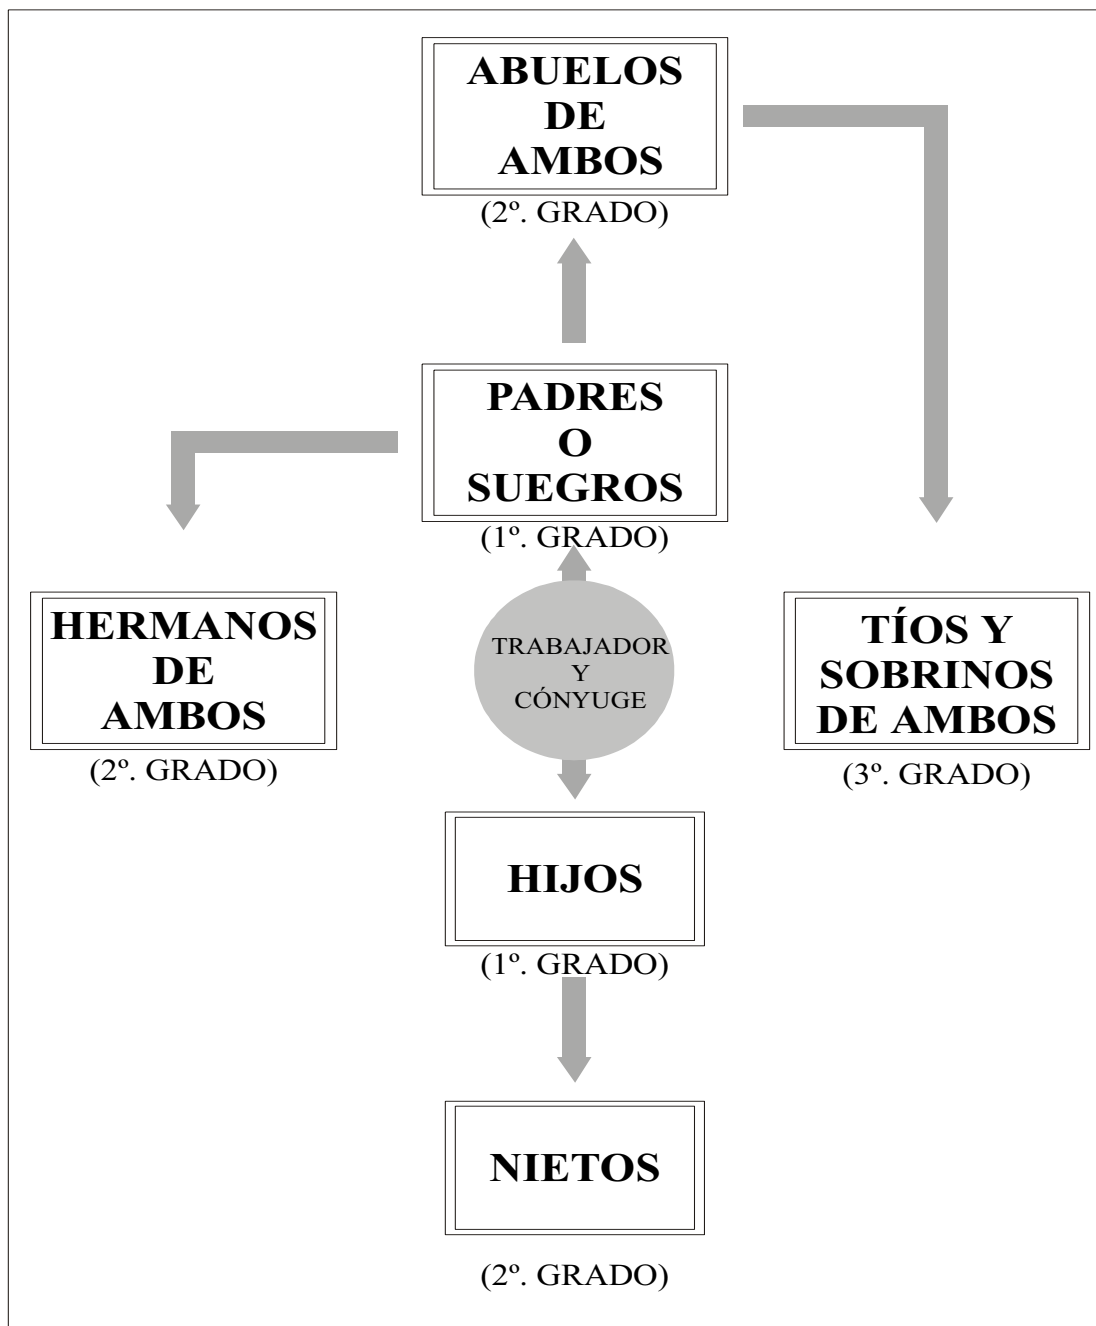 ABUELOS
DE
AMBOS
(2º. GRADO)
PADRES
O
SUEGROS
(1º. GRADO)
HERMANOS
DE
AMBOS
(2º. GRADO)
TRABAJADOR
Y
CÓNYUGE
TÍOS Y
SOBRINOS
DE AMBOS
(3º. GRADO)
HIJOS
(1º. GRADO)
NIETOS
(2º. GRADO)